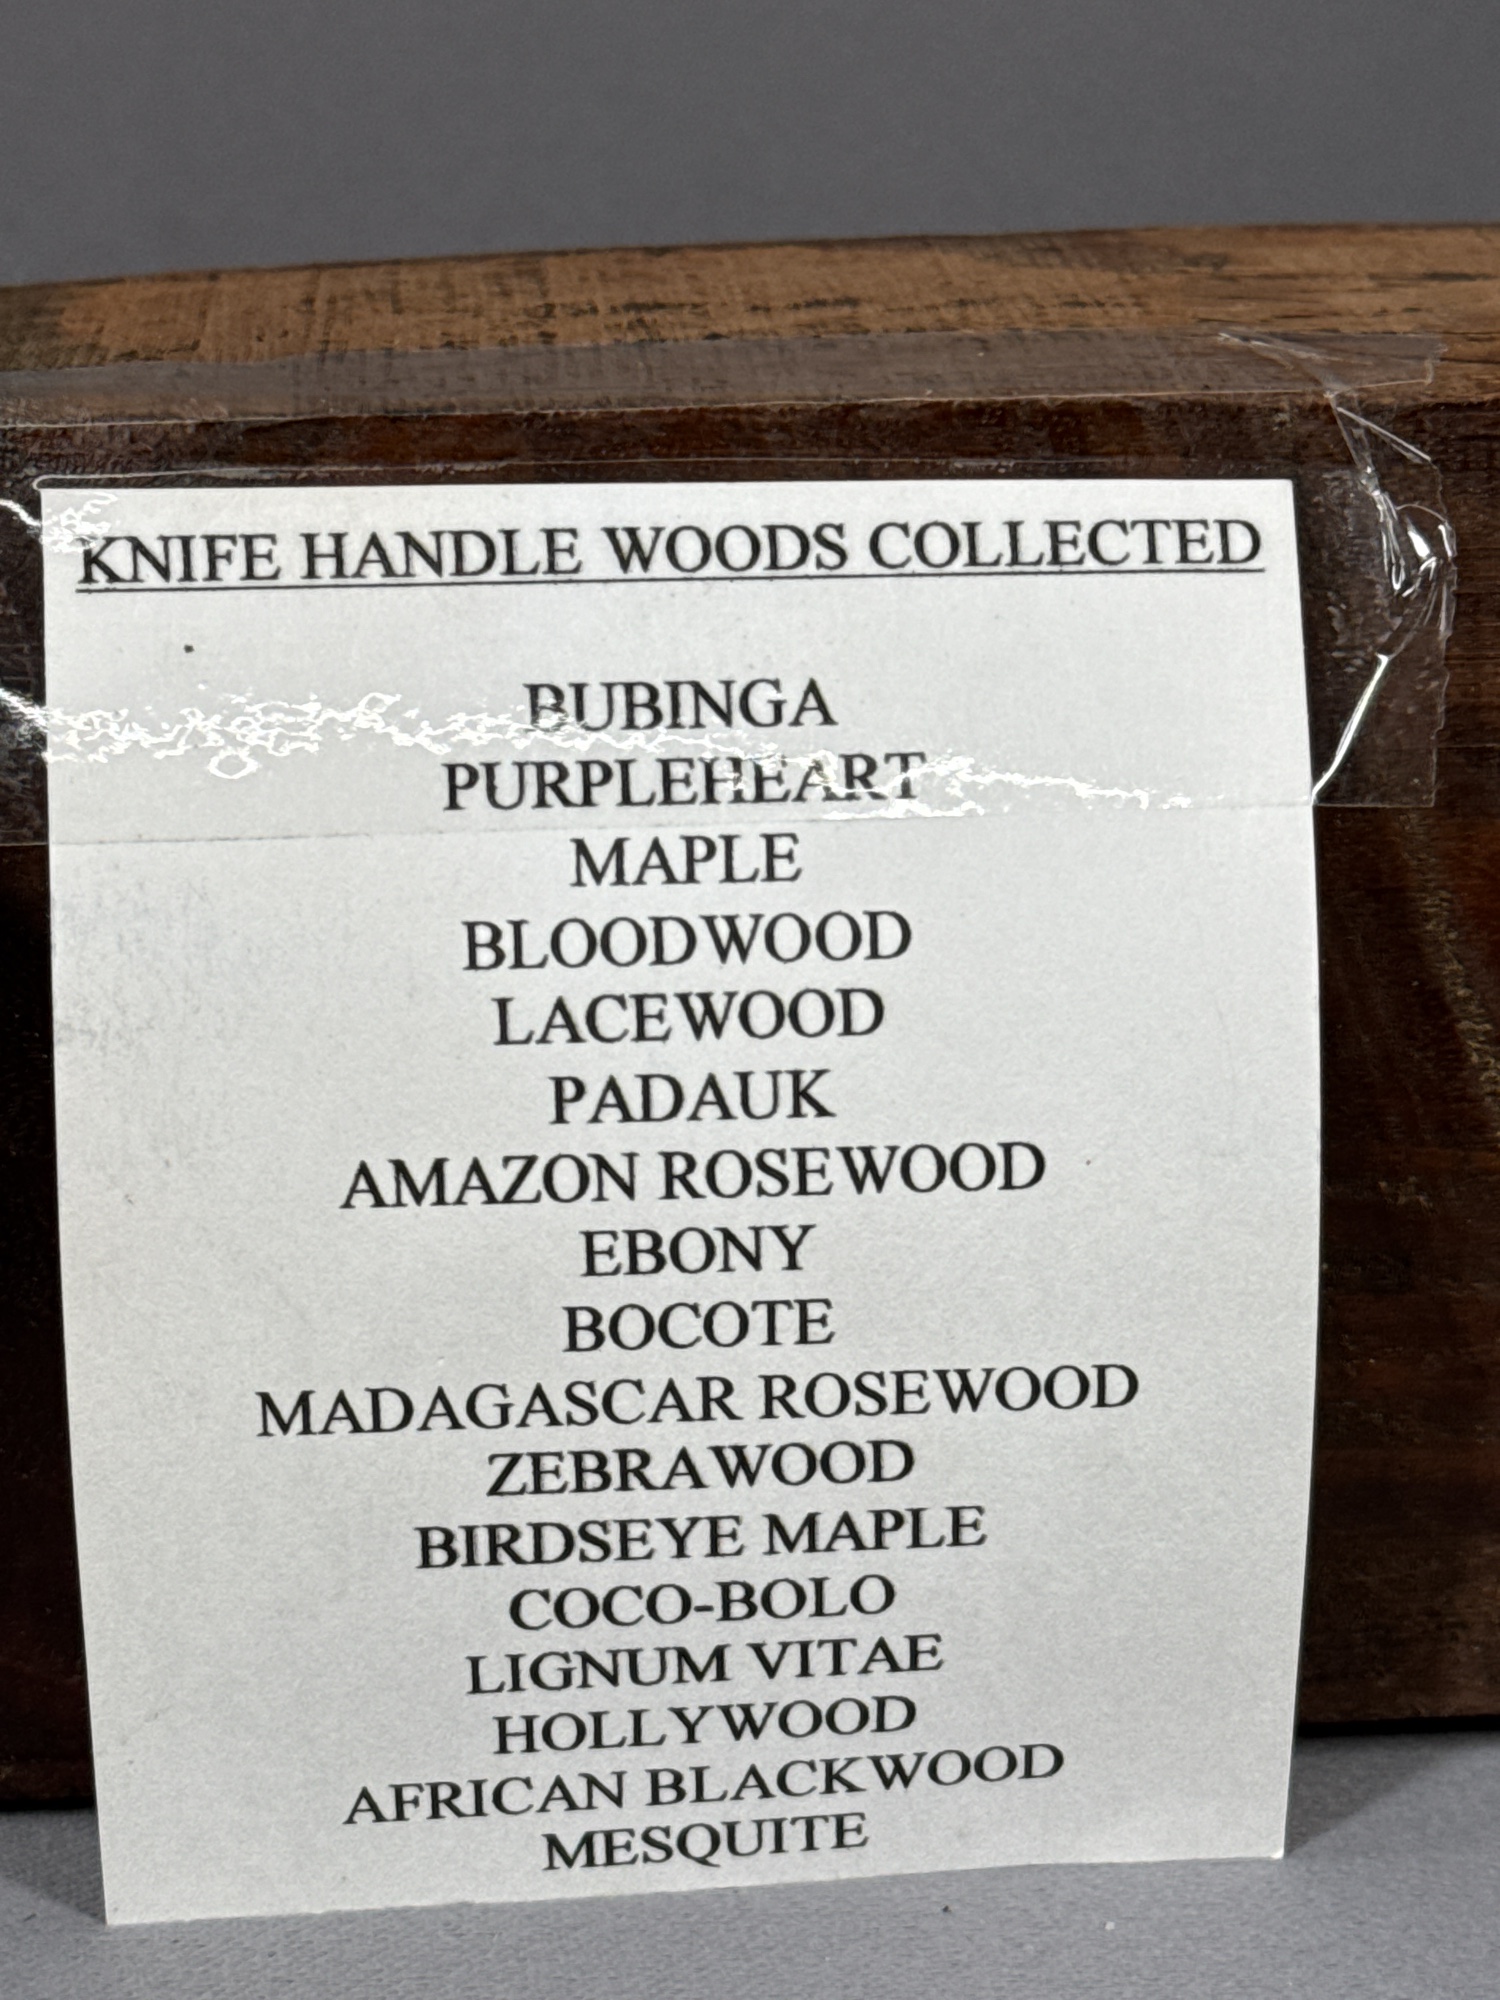 KNIFE HANDLE WOODS COLLECTED
BUBINGA
PURPLEHEART
MAPLE
BLOODWOOD
LACEWOOD
PADAUK
AMAZON ROSEWOOD
EBONY
BOCOTE
MADAGASCAR ROSEWOOD
ZEBRAWOOD
BIRDSEYE MAPLE
COCO-BOLO
LIGNUM VITAE
HOLLYWOOD
AFRICAN BLACKWOOD
MESQUITE